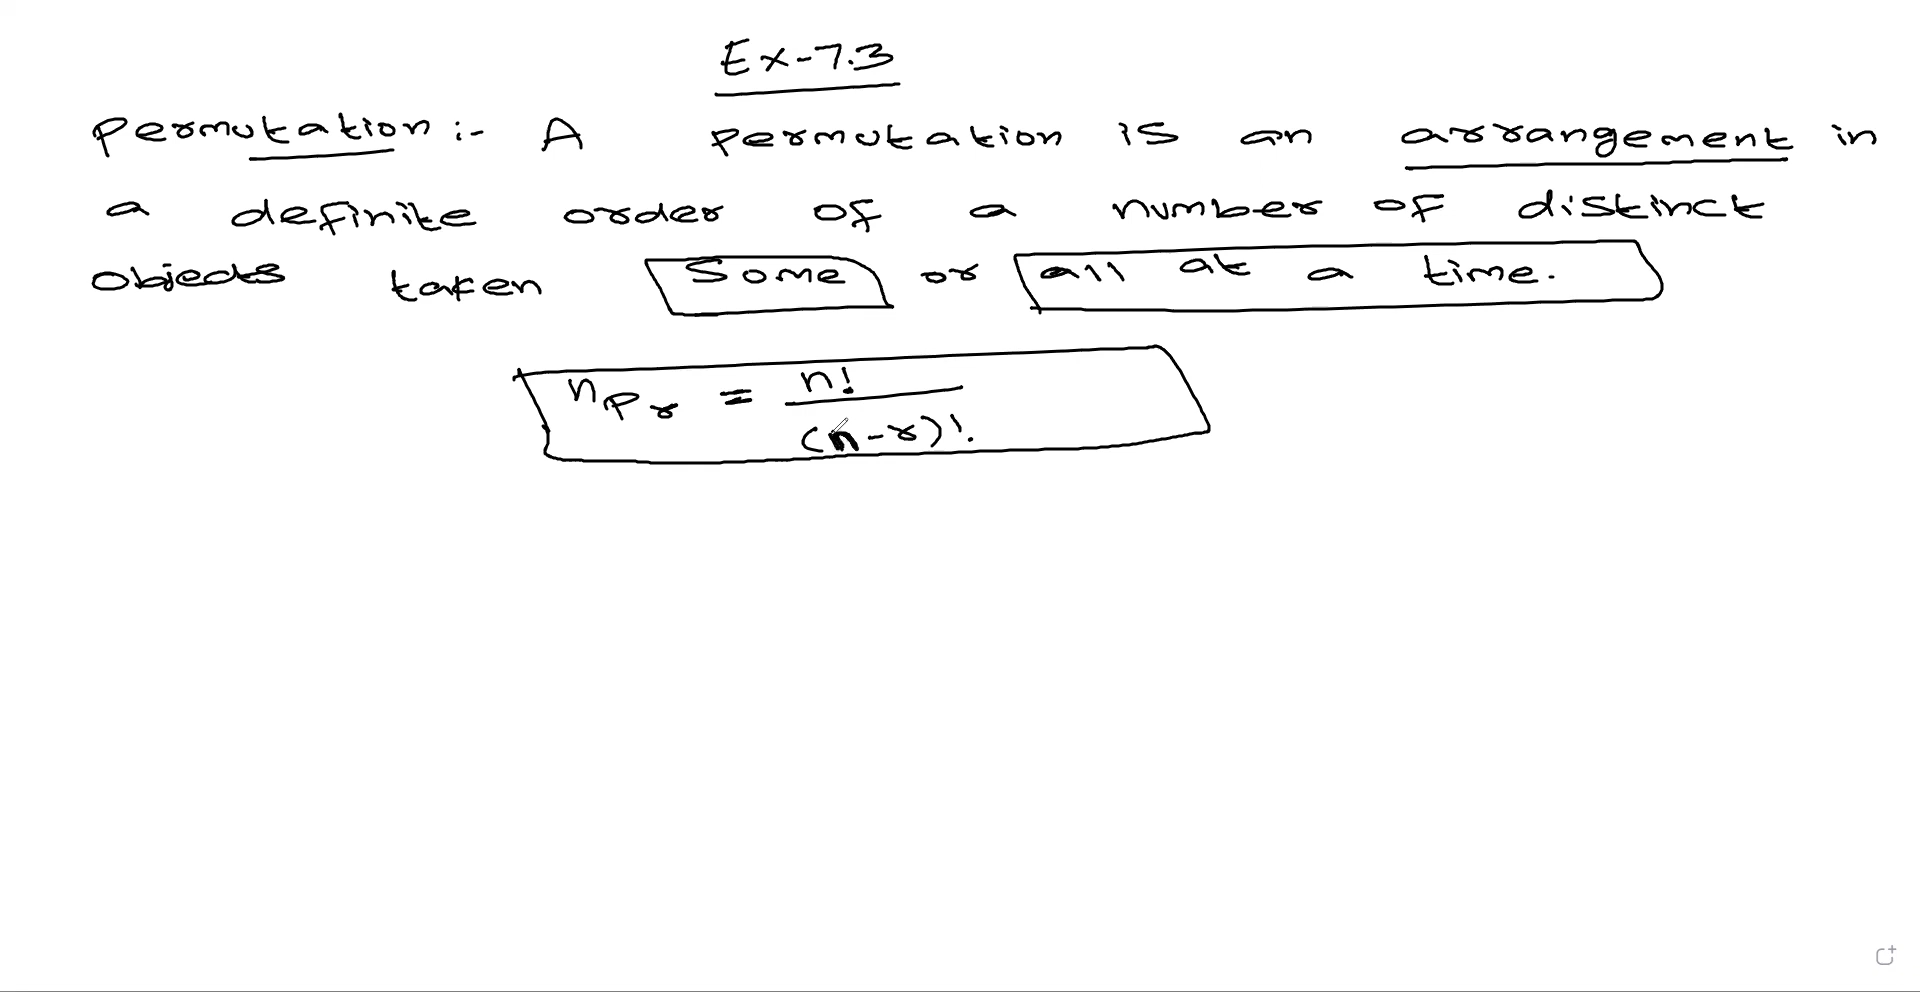 Ex-7.3
Permutation :- A permutation is an arrangement in
a definite order of a number of distinct
objects taken some or all at a time.
nPr = n! / (n-r)!